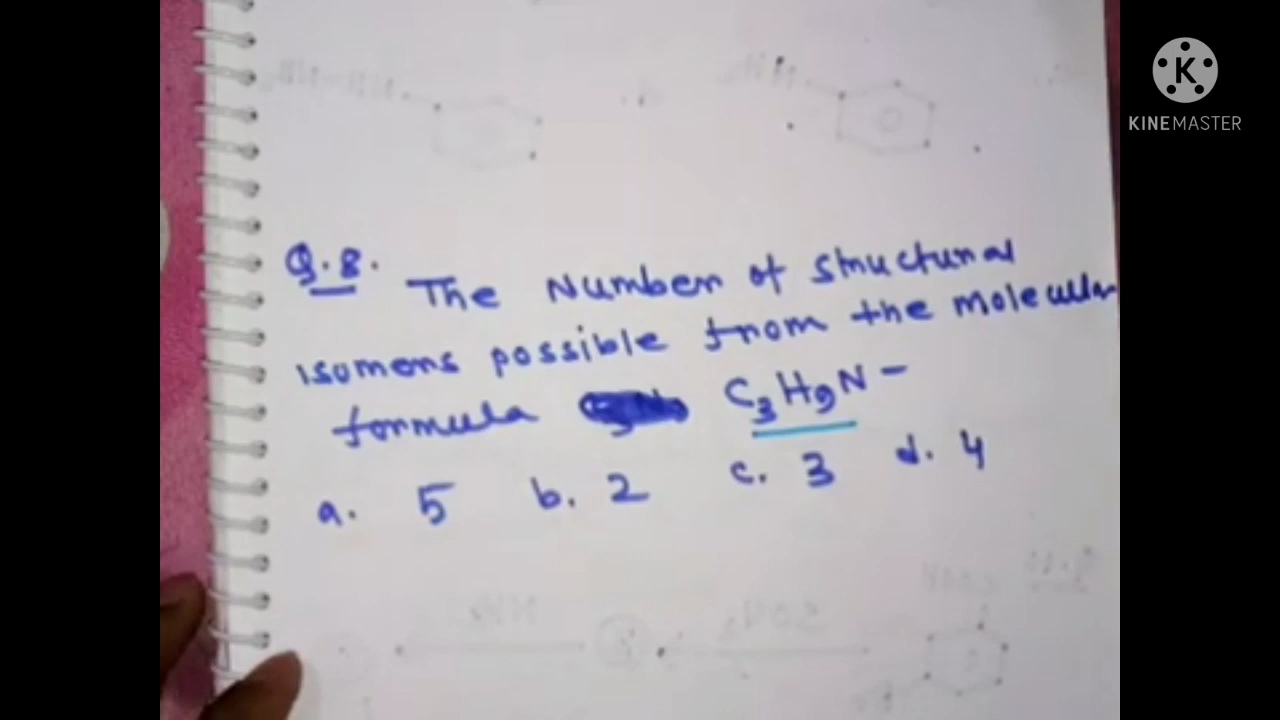 Q.8. The Number of structural
isomers possible from the molecular
formula C3H9N -
a. 5 b. 2 c. 3 d. 4
K
KINEMASTER